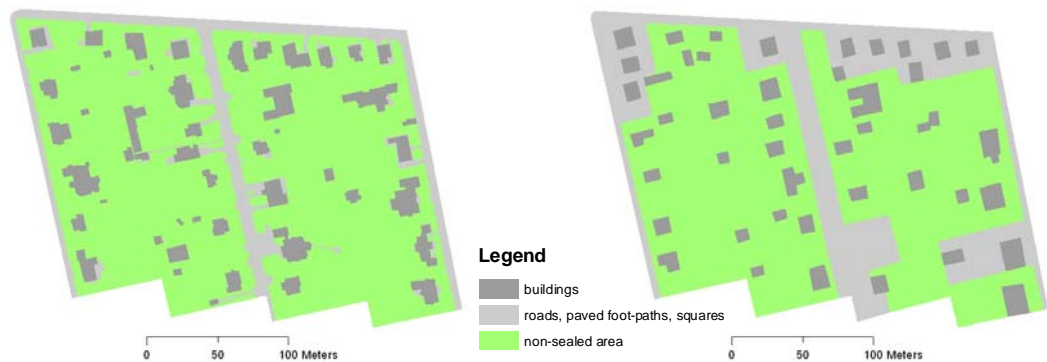 Legend
buildings
roads, paved foot-paths, squares
non-sealed area
0 50 100 Meters
0 50 100 Meters